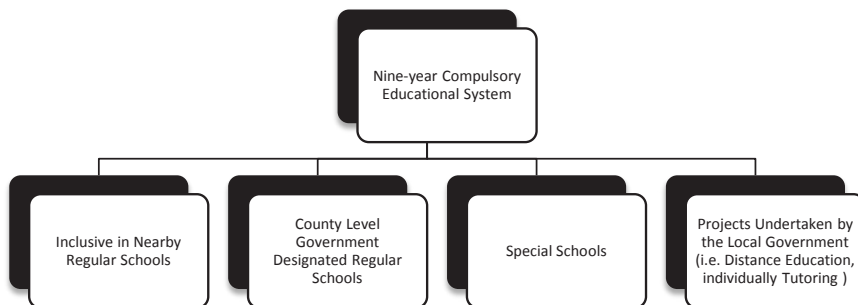 Nine-year Compulsory
Educational System
Inclusive in Nearby
Regular Schools
County Level
Government
Designated Regular
Schools
Special Schools
Projects Undertaken by
the Local Government
(i.e. Distance Education,
individually Tutoring )